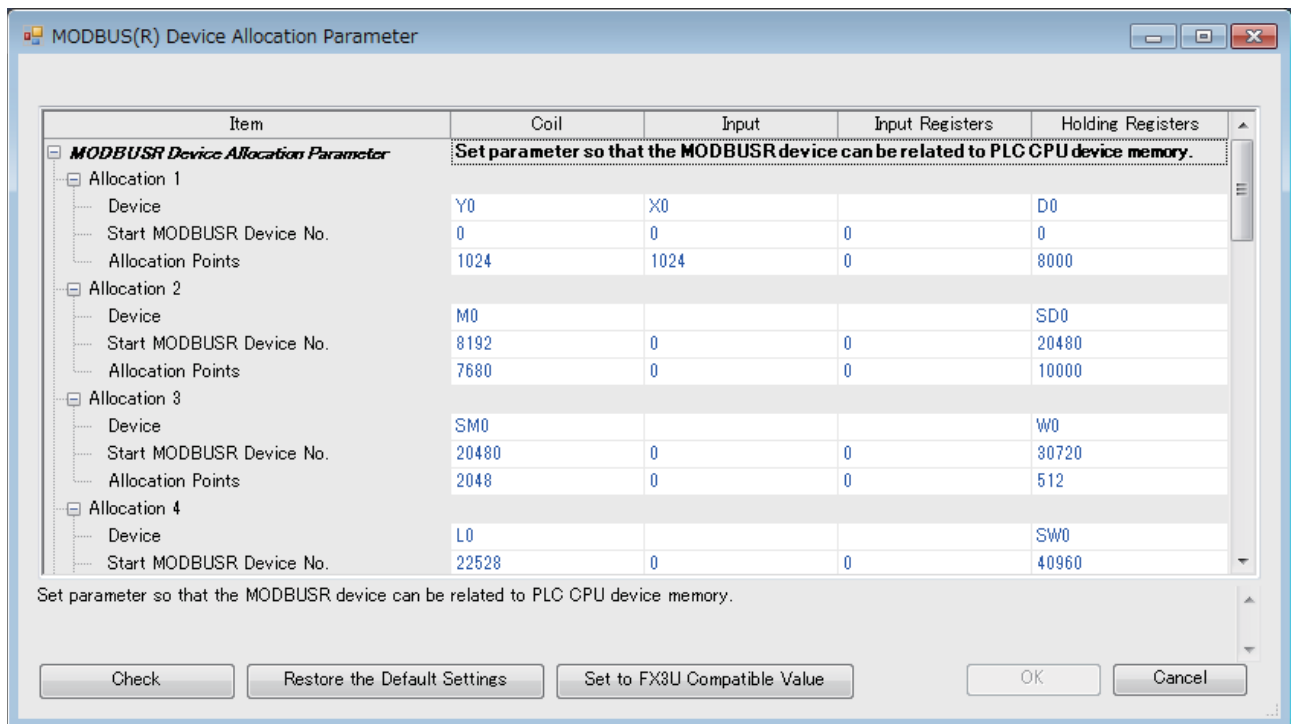 MODBUS(R) Device Allocation Parameter
Item Coil Input Input Registers Holding Registers
MODBUSR Device Allocation Parameter Set parameter so that the MODBUSR device can be related to PLC CPU device memory.
Allocation 1
Device Y0 X0 D0
Start MODBUSR Device No. 0 0 0 0
Allocation Points 1024 1024 0 8000
Allocation 2
Device M0 SD0
Start MODBUSR Device No. 8192 0 0 20480
Allocation Points 7680 0 0 10000
Allocation 3
Device SM0 W0
Start MODBUSR Device No. 20480 0 0 30720
Allocation Points 2048 0 0 512
Allocation 4
Device L0 SW0
Start MODBUSR Device No. 22528 0 0 40960
Set parameter so that the MODBUSR device can be related to PLC CPU device memory.
Check Restore the Default Settings Set to FX3U Compatible Value OK Cancel